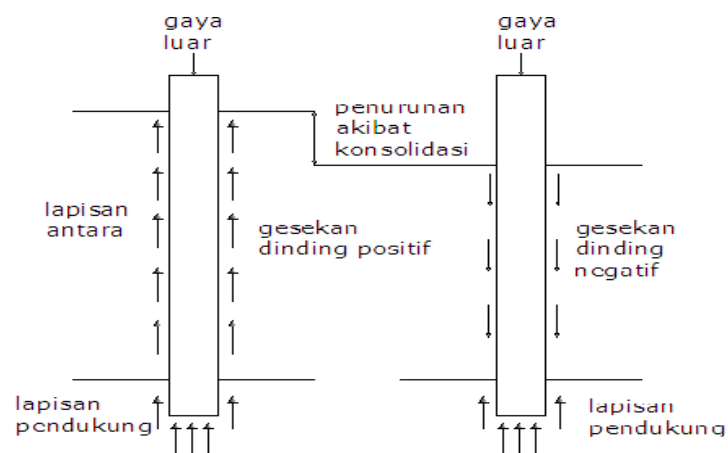 gaya
luar
gaya
luar
penurunan
akibat
konsolidasi
lapisan
antara
gesekan
dinding positif
gesekan
dinding
negatif
lapisan
pendukung
lapisan
pendukung